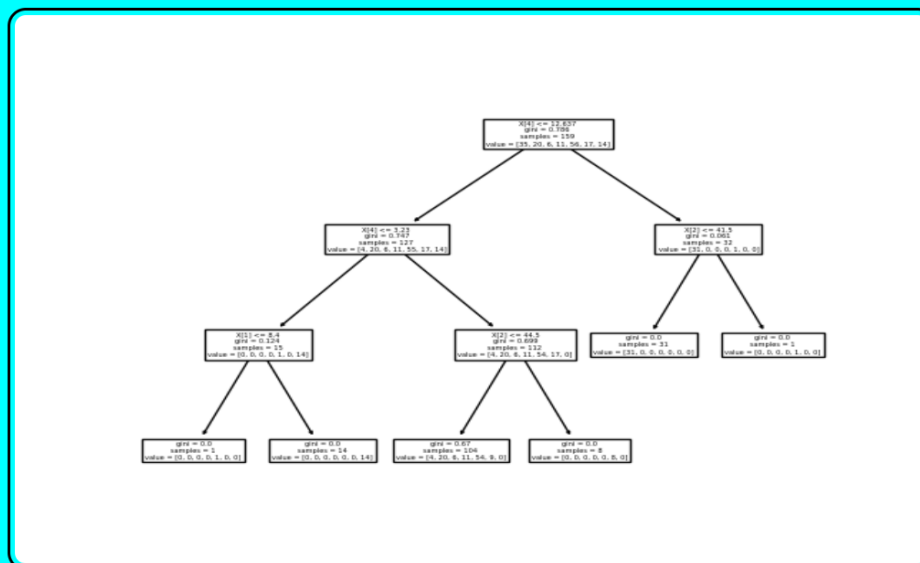 X[4] <= 12.637
gini = 0.786
samples = 159
value = [35, 20, 6, 11, 56, 17, 14]
X[4] <= 3.23
gini = 0.747
samples = 127
value = [4, 20, 6, 11, 55, 17, 14]
X[2] <= 41.5
gini = 0.061
samples = 32
value = [31, 0, 0, 0, 1, 0, 0]
X[1] <= 8.4
gini = 0.124
samples = 15
value = [0, 0, 0, 0, 1, 0, 14]
X[2] <= 44.5
gini = 0.699
samples = 112
value = [4, 20, 6, 11, 54, 17, 0]
gini = 0.0
samples = 31
value = [31, 0, 0, 0, 0, 0, 0]
gini = 0.0
samples = 1
value = [0, 0, 0, 0, 1, 0, 0]
gini = 0.0
samples = 1
value = [0, 0, 0, 0, 1, 0, 0]
gini = 0.0
samples = 14
value = [0, 0, 0, 0, 0, 0, 14]
gini = 0.67
samples = 104
value = [4, 20, 6, 11, 54, 9, 0]
gini = 0.0
samples = 8
value = [0, 0, 0, 0, 0, 8, 0]